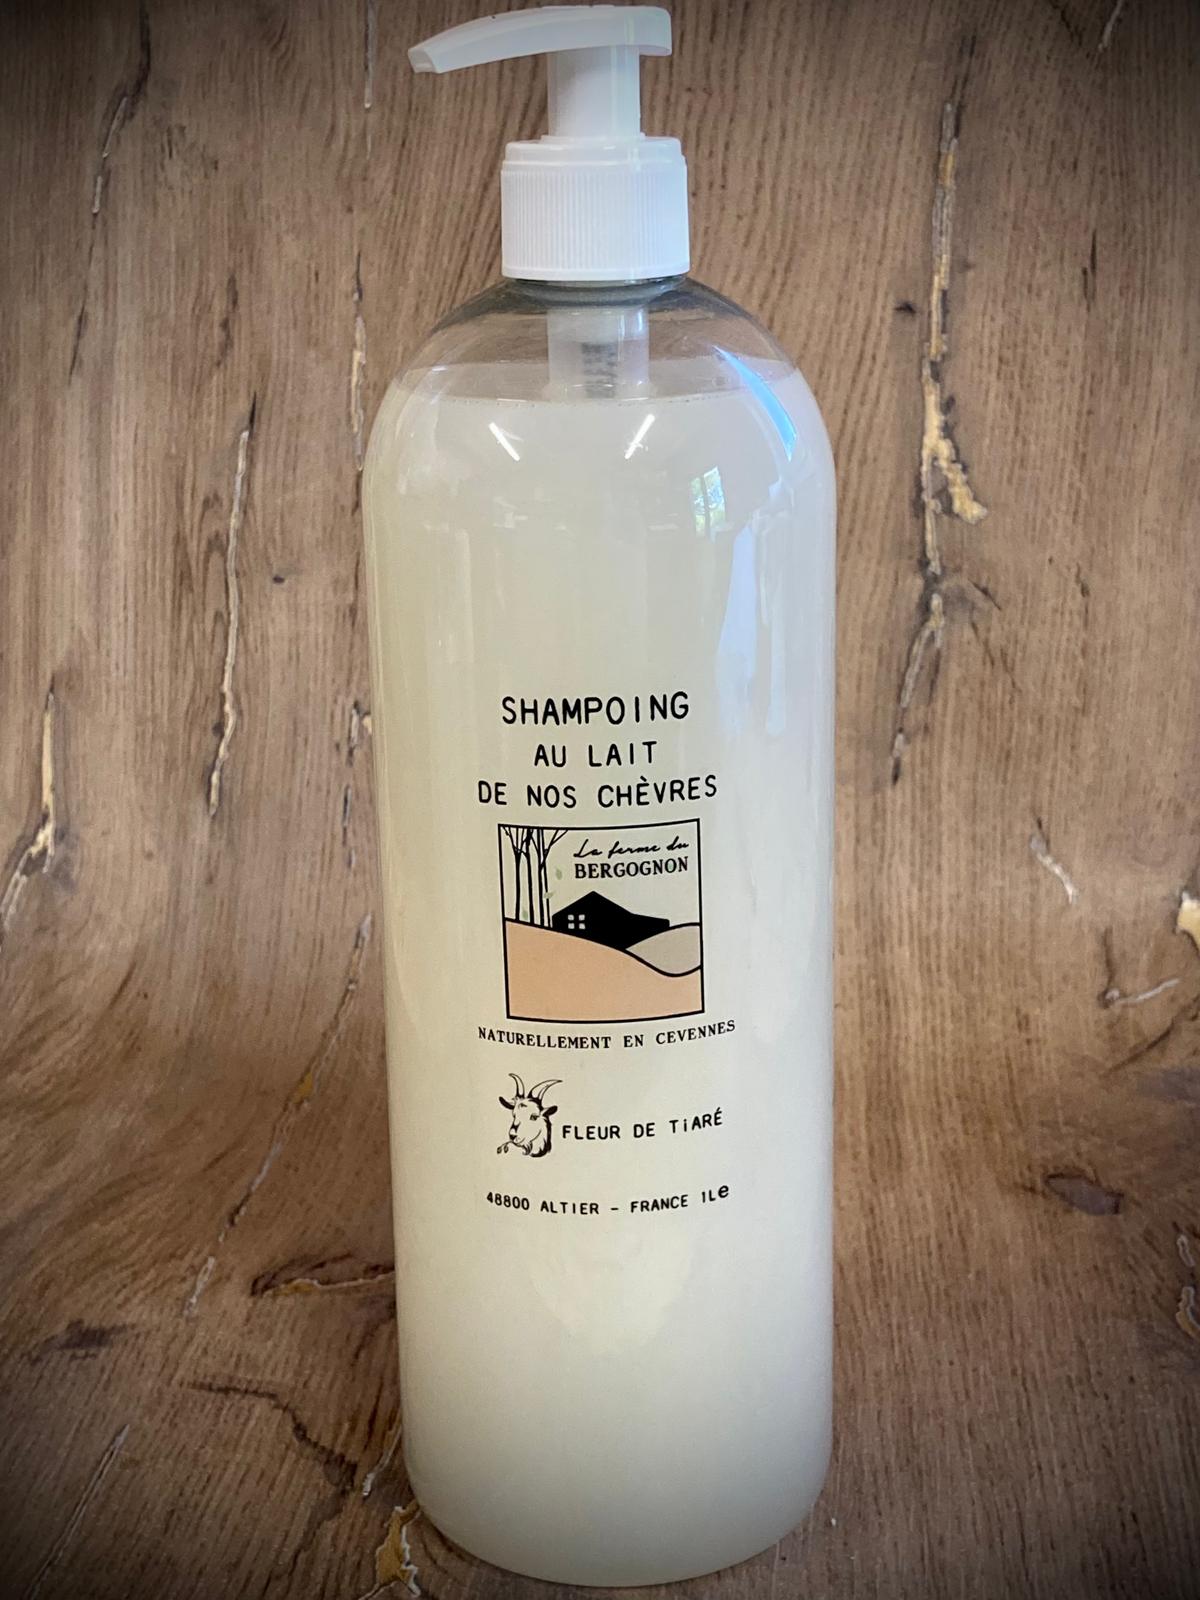 SHAMPOING
AU LAIT
DE NOS CHÈVRES
La ferme du
BERGOGNON
NATURELLEMENT EN CEVENNES
FLEUR DE TiARÉ
48800 ALTIER - FRANCE 1Le